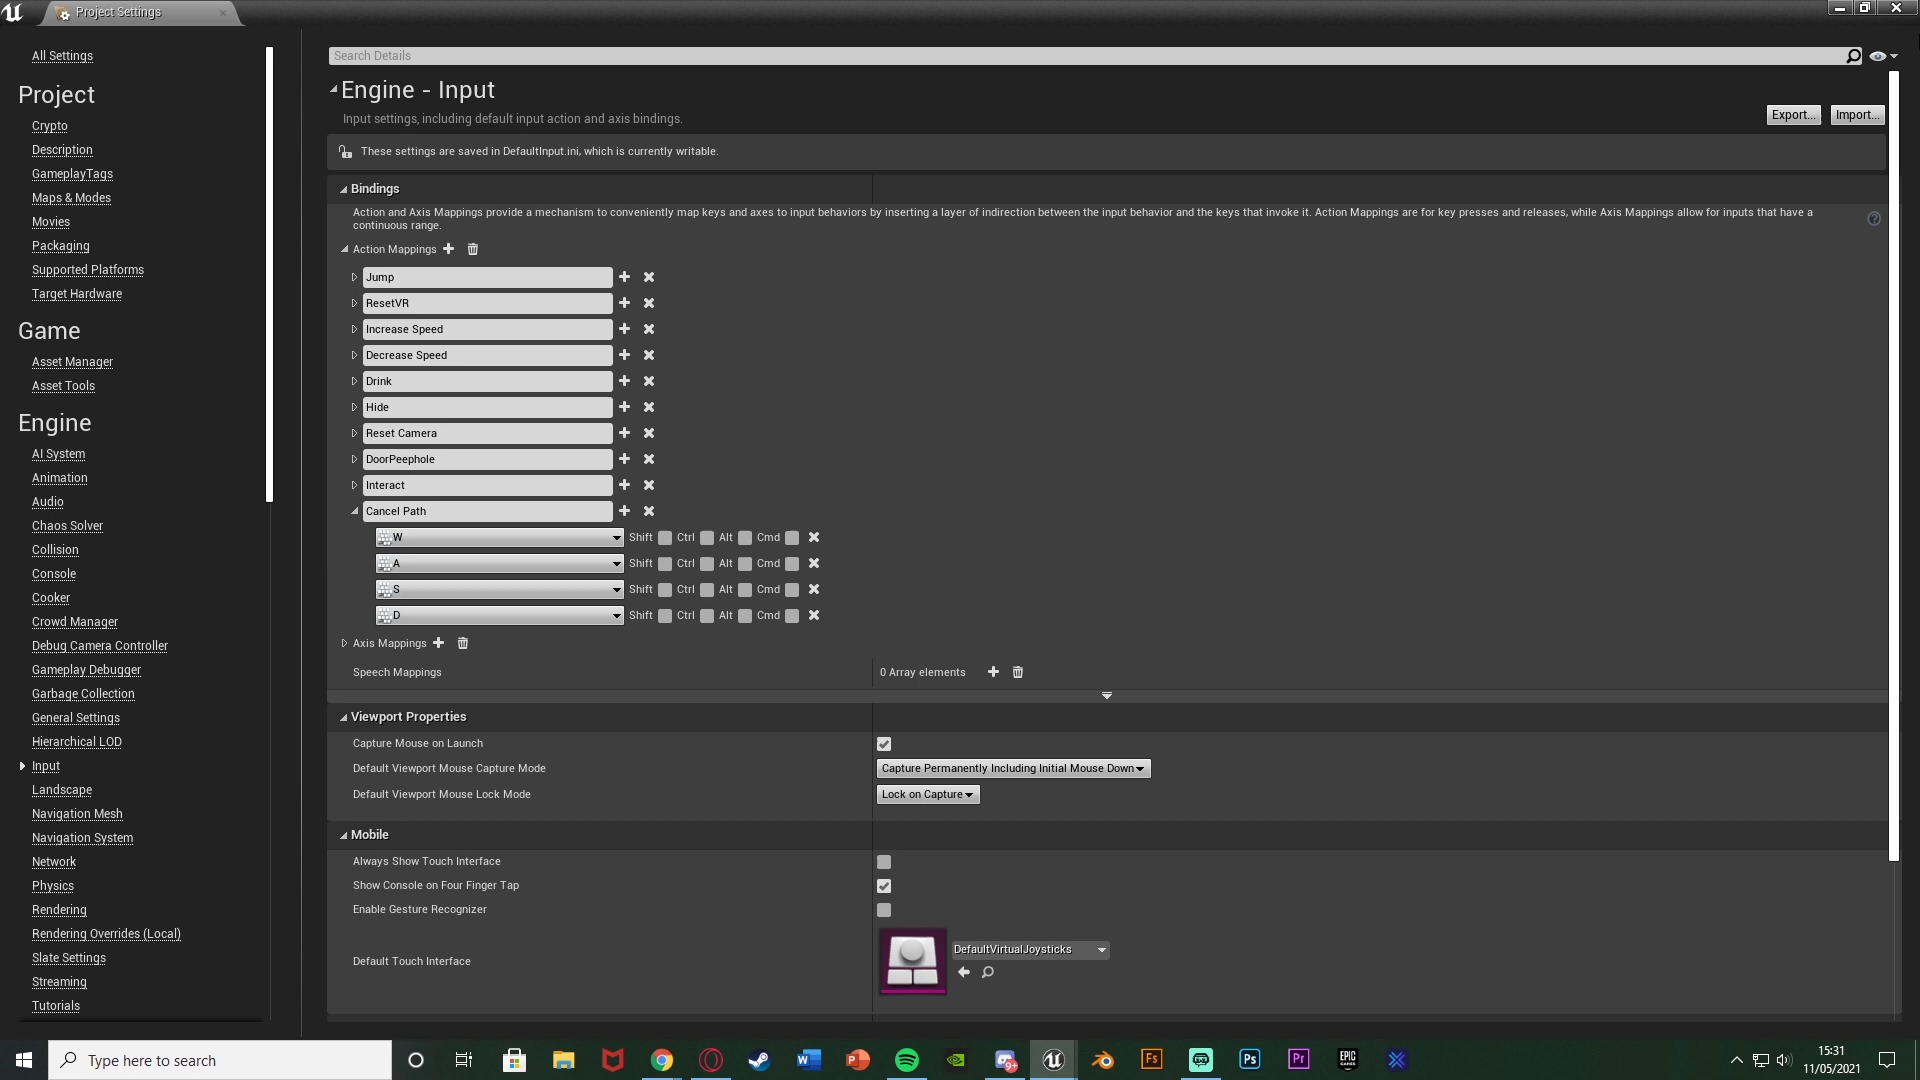 Project Settings
All Settings
Project
Crypto
Description
GameplayTags
Maps & Modes
Movies
Packaging
Supported Platforms
Target Hardware
Game
Asset Manager
Asset Tools
Engine
AI System
Animation
Audio
Chaos Solver
Collision
Console
Cooker
Crowd Manager
Debug Camera Controller
Gameplay Debugger
Garbage Collection
General Settings
Hierarchical LOD
Input
Landscape
Navigation Mesh
Navigation System
Network
Physics
Rendering
Rendering Overrides (Local)
Slate Settings
Streaming
Tutorials
Search Details
Engine - Input
Input settings, including default input action and axis bindings.
Export...
Import...
These settings are saved in DefaultInput.ini, which is currently writable.
Bindings
Action and Axis Mappings provide a mechanism to conveniently map keys and axes to input behaviors by inserting a layer of indirection between the input behavior and the keys that invoke it. Action Mappings are for key presses and releases, while Axis Mappings allow for inputs that have a
continuous range.
Action Mappings
Jump
ResetVR
Increase Speed
Decrease Speed
Drink
Hide
Reset Camera
DoorPeephole
Interact
Cancel Path
W Shift Ctrl Alt Cmd
A Shift Ctrl Alt Cmd
S Shift Ctrl Alt Cmd
D Shift Ctrl Alt Cmd
Axis Mappings
Speech Mappings 0 Array elements
Viewport Properties
Capture Mouse on Launch
Default Viewport Mouse Capture Mode Capture Permanently Including Initial Mouse Down
Default Viewport Mouse Lock Mode Lock on Capture
Mobile
Always Show Touch Interface
Show Console on Four Finger Tap
Enable Gesture Recognizer
Default Touch Interface DefaultVirtualJoysticks
Type here to search
W
P
9+
Fs
Ps
Pr
EPIC
GAMES
15:31
11/05/2021